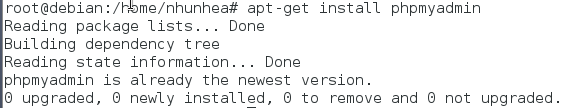 root@debian:/home/nhunhea# apt-get install phpmyadmin
Reading package lists... Done
Building dependency tree
Reading state information... Done
phpmyadmin is already the newest version.
0 upgraded, 0 newly installed, 0 to remove and 0 not upgraded.